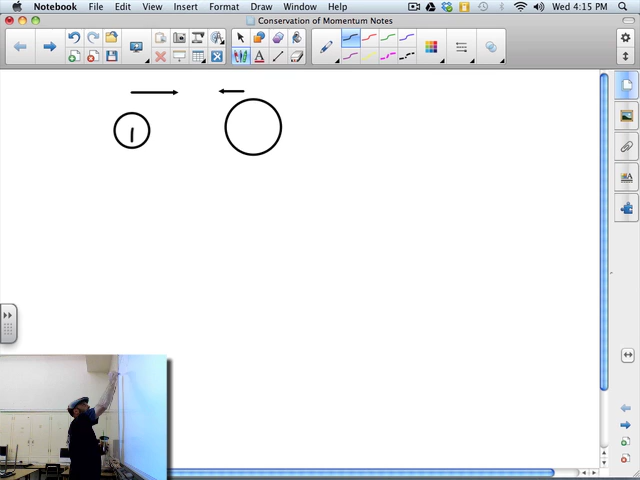 Notebook File Edit View Insert Format Draw Window Help Wed 4:15 PM
Conservation of Momentum Notes
1